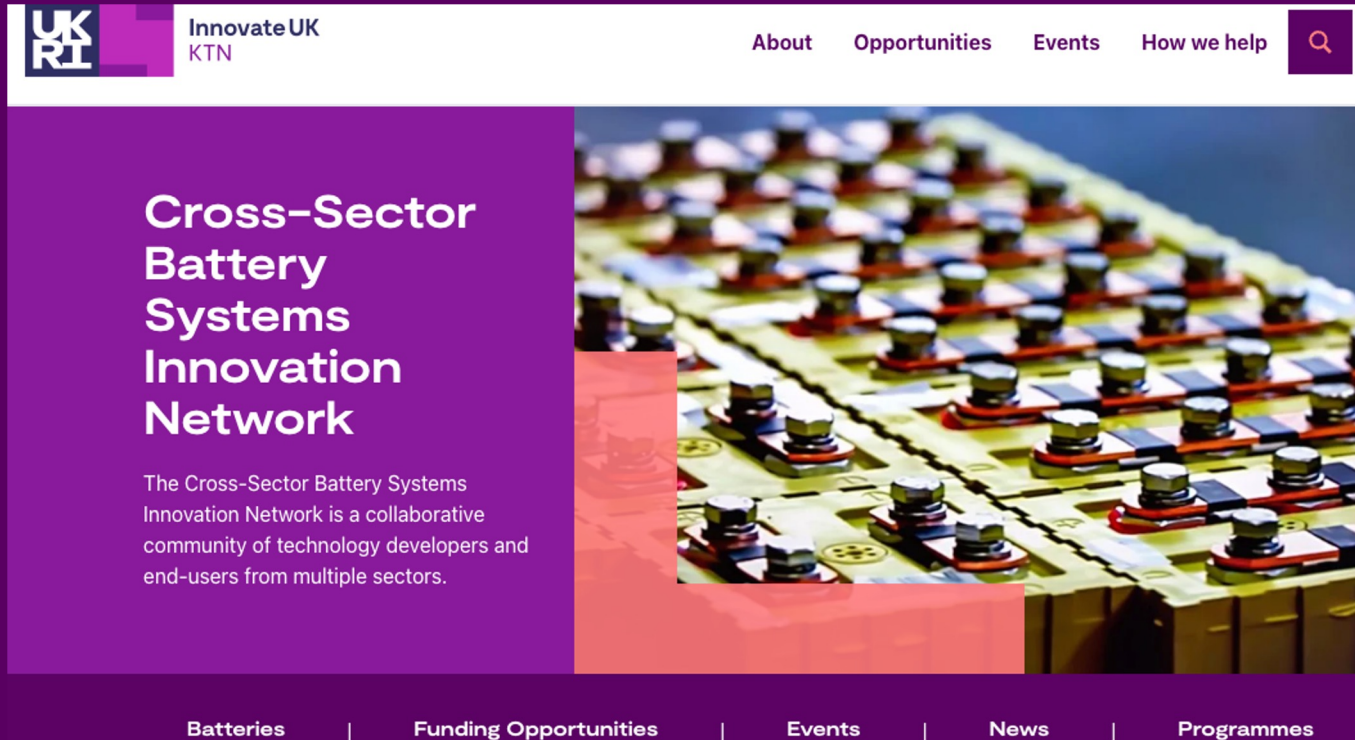 UK
RI
Innovate UK
KTN
About Opportunities Events How we help
Cross-Sector
Battery
Systems
Innovation
Network
The Cross-Sector Battery Systems
Innovation Network is a collaborative
community of technology developers and
end-users from multiple sectors.
Batteries | Funding Opportunities | Events | News | Programmes